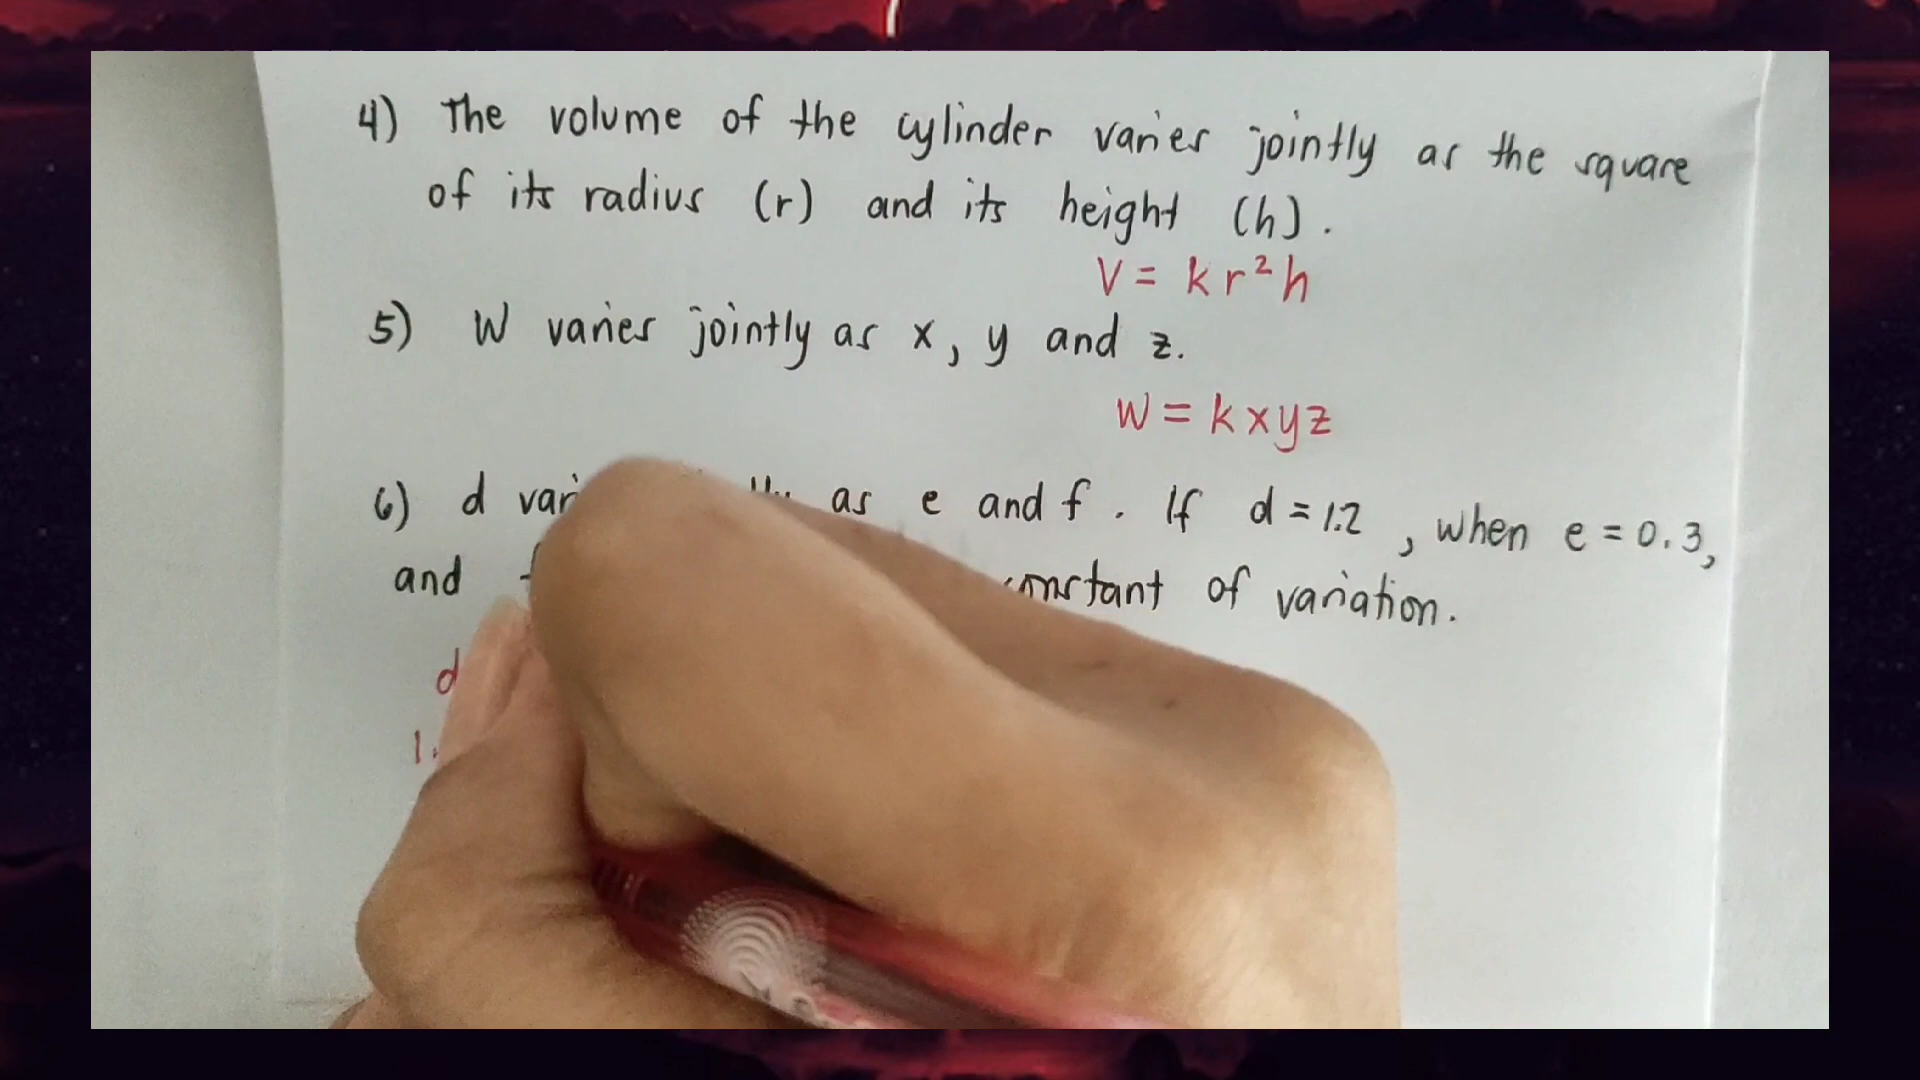 4) The volume of the cylinder varies jointly as the square
of its radius (r) and its height (h).
V = kr²h
5) W varies jointly as x, y and z.
W = kxyz
6) d as e and f. If d = 1.2, when e = 0.3,
and of variation.
d
1.